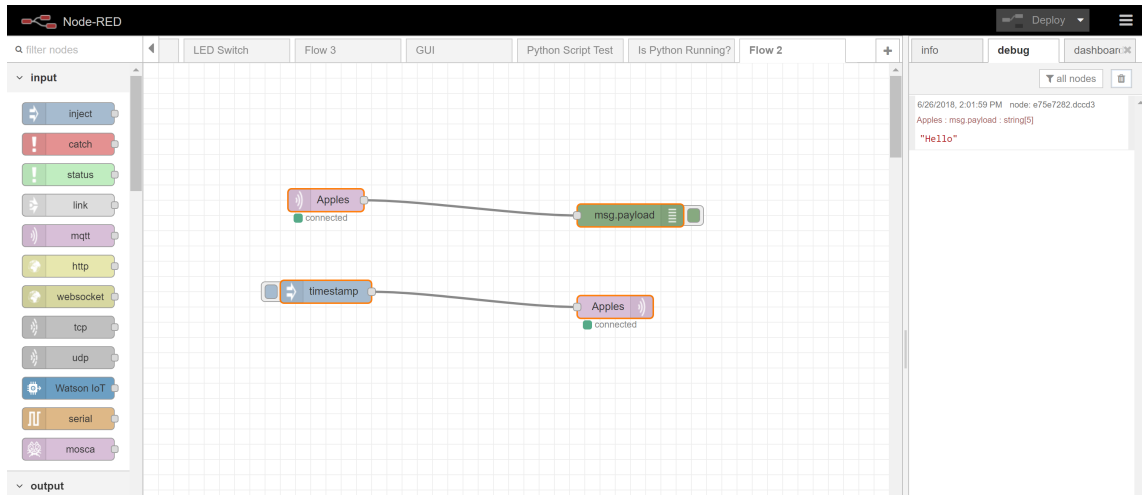 Node-RED
Deploy
filter nodes
LED Switch
Flow 3
GUI
Python Script Test
Is Python Running?
Flow 2
+
info
debug
dashboard
input
inject
catch
status
link
mqtt
http
websocket
tcp
udp
Watson IoT
serial
mosca
output
Apples
connected
msg.payload
timestamp
Apples
connected
all nodes
6/26/2018, 2:01:59 PM node: e75e7282.dccd3
Apples : msg.payload : string[5]
"Hello"